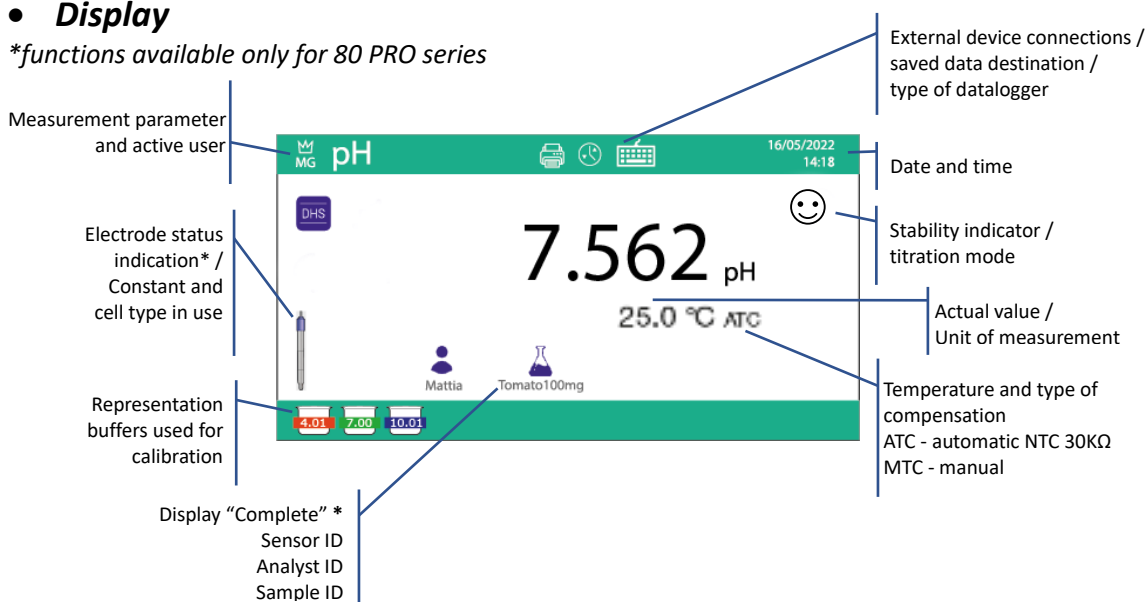 • Display
*functions available only for 80 PRO series
External device connections /
saved data destination /
type of datalogger
Measurement parameter
and active user
MG pH
16/05/2022
14:18
Date and time
DHS
Electrode status
indication* /
Constant and
cell type in use
7.562 pH
Stability indicator /
titration mode
25.0 °C ATC
Actual value /
Unit of measurement
Mattia
Tomato100mg
Temperature and type of
compensation
ATC - automatic NTC 30KΩ
MTC - manual
Representation
buffers used for
calibration
4.01 7.00 10.01
Display “Complete” *
Sensor ID
Analyst ID
Sample ID